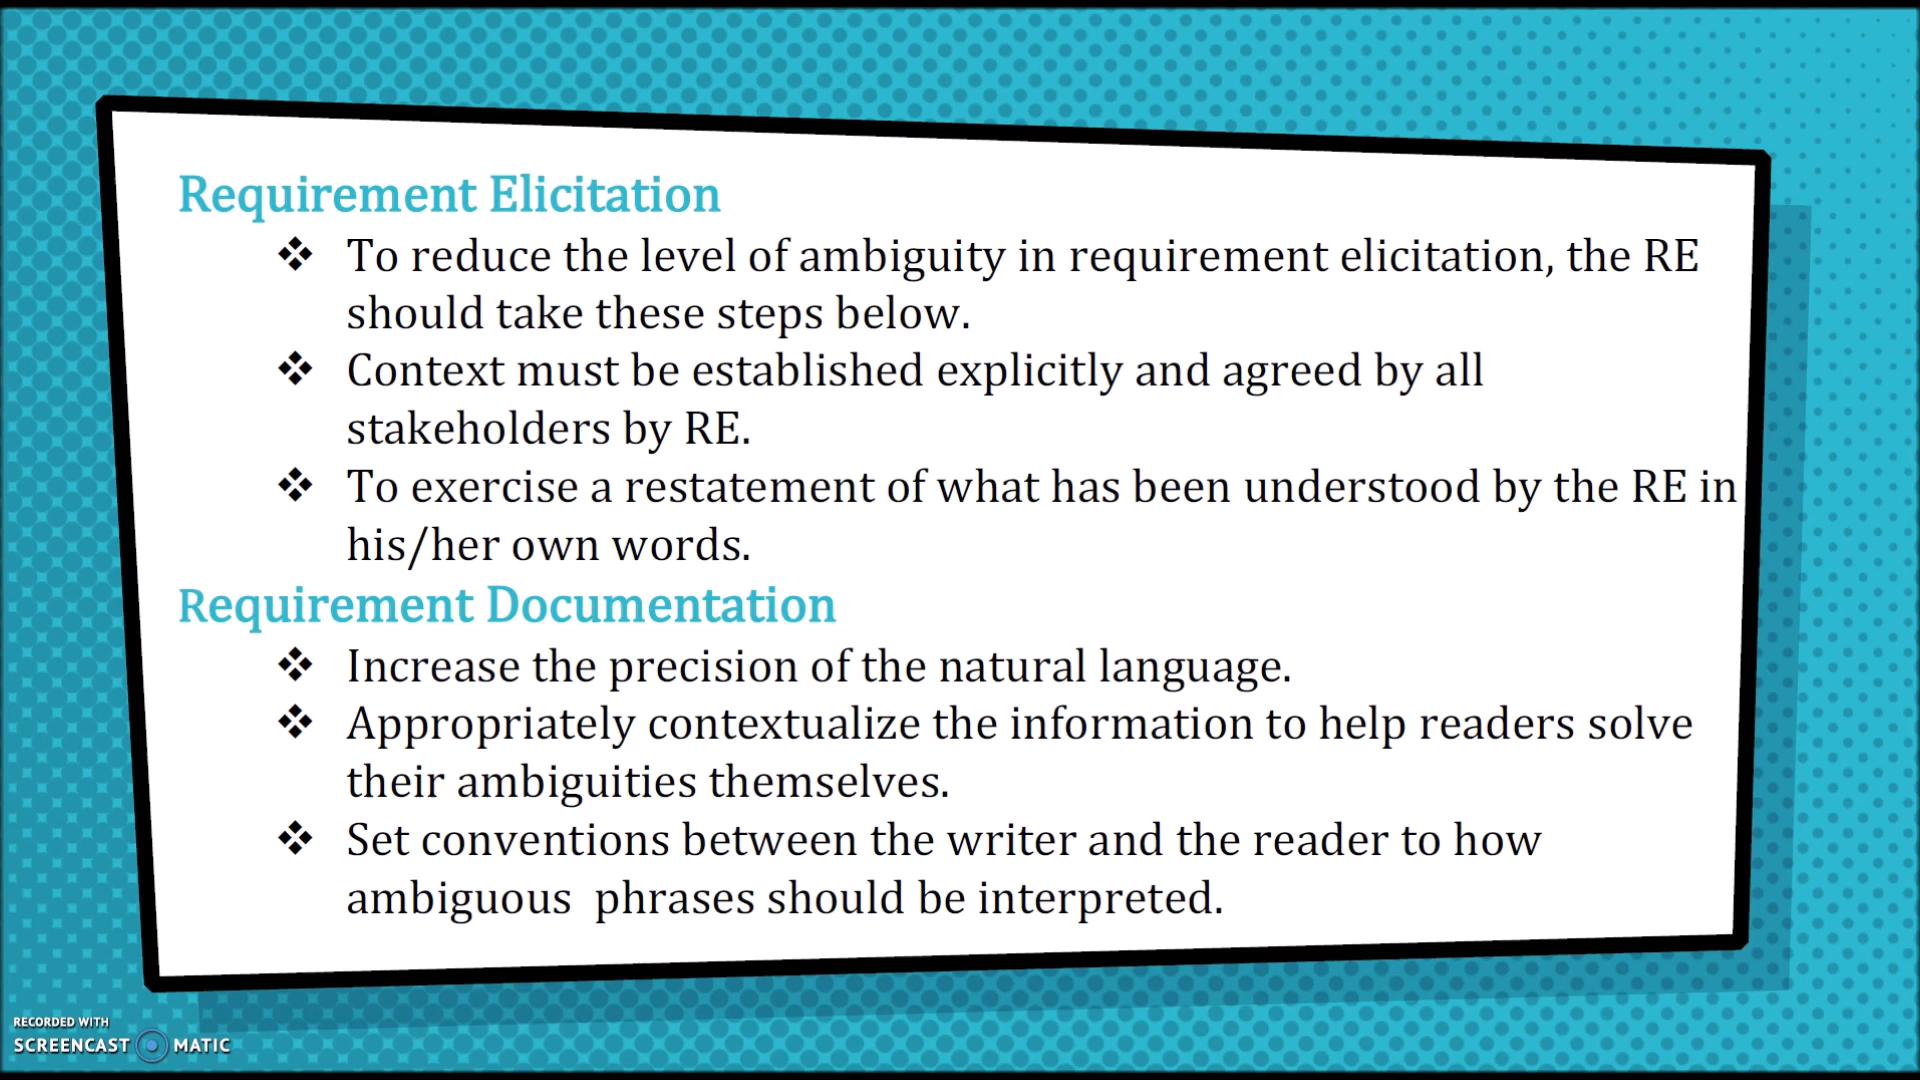 Requirement Elicitation
❖ To reduce the level of ambiguity in requirement elicitation, the RE
should take these steps below.
❖ Context must be established explicitly and agreed by all
stakeholders by RE.
❖ To exercise a restatement of what has been understood by the RE in
his/her own words.
Requirement Documentation
❖ Increase the precision of the natural language.
❖ Appropriately contextualize the information to help readers solve
their ambiguities themselves.
❖ Set conventions between the writer and the reader to how
ambiguous  phrases should be interpreted.
RECORDED WITH
SCREENCAST MATIC